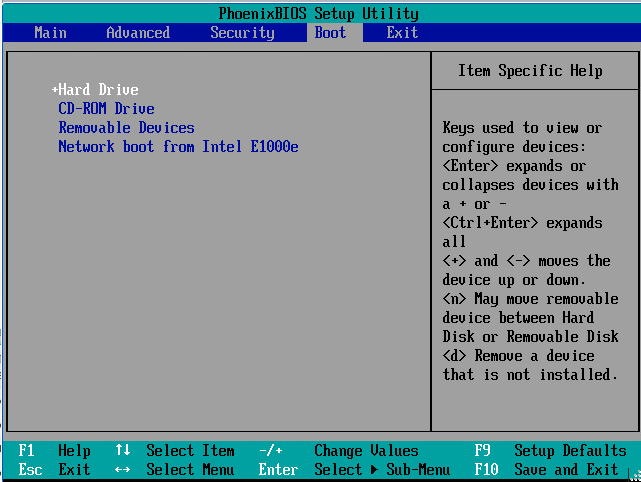 PhoenixBIOS Setup Utility
Main Advanced Security Boot Exit
Item Specific Help
+Hard Drive
CD-ROM Drive
Removable Devices
Network boot from Intel E1000e
Keys used to view or
configure devices:
<Enter> expands or
collapses devices with
a + or -
<Ctrl+Enter> expands
all
<+> and <-> moves the
device up or down.
<n> May move removable
device between Hard
Disk or Removable Disk
<d> Remove a device
that is not installed.
F1 Help ↑↓ Select Item -/+ Change Values F9 Setup Defaults
Esc Exit ↔ Select Menu Enter Select ▶ Sub-Menu F10 Save and Exit